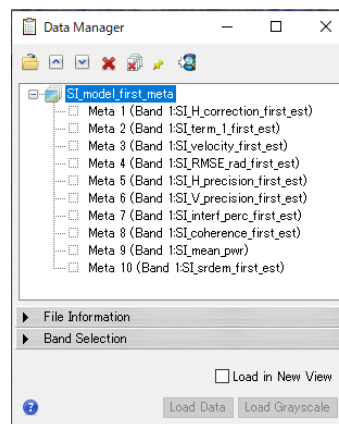 Data Manager
SI_model_first_meta
Meta 1 (Band 1:SI_H_correction_first_est)
Meta 2 (Band 1:SI_term_1_first_est)
Meta 3 (Band 1:SI_velocity_first_est)
Meta 4 (Band 1:SI_RMSE_rad_first_est)
Meta 5 (Band 1:SI_H_precision_first_est)
Meta 6 (Band 1:SI_V_precision_first_est)
Meta 7 (Band 1:SI_interf_perc_first_est)
Meta 8 (Band 1:SI_coherence_first_est)
Meta 9 (Band 1:SI_mean_pwr)
Meta 10 (Band 1:SI_srdem_first_est)
File Information
Band Selection
Load in New View
Load Data Load Grayscale